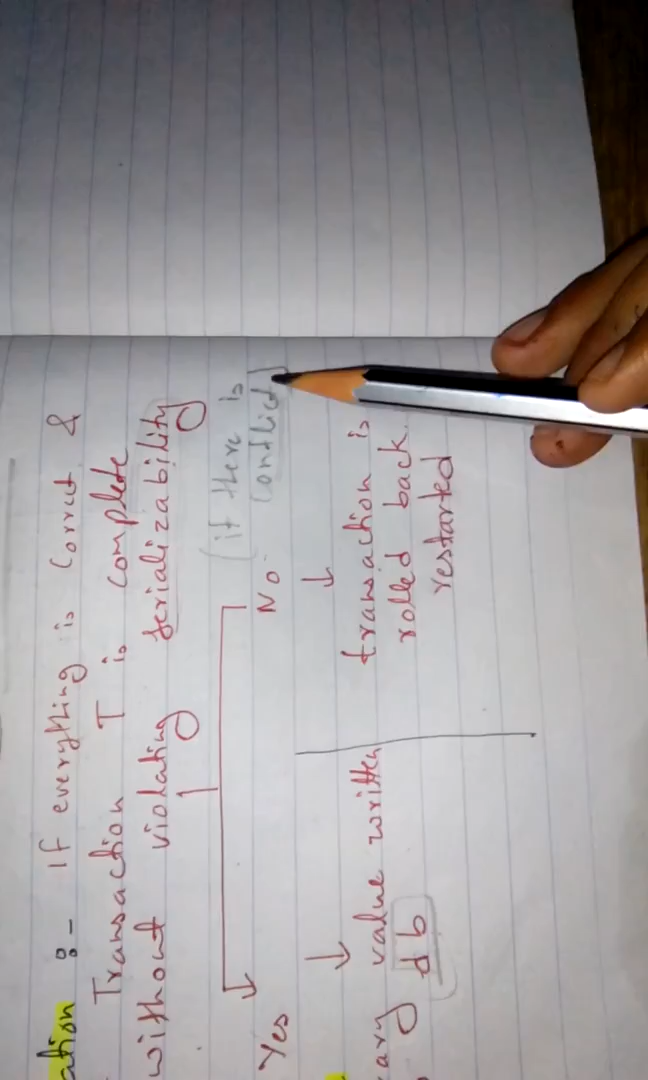 ation :- If everything is correct &
Transaction T is complete
without violating serializability
Yes No (if there is
conflict)
ary value written transaction is
db rolled back.
restarted